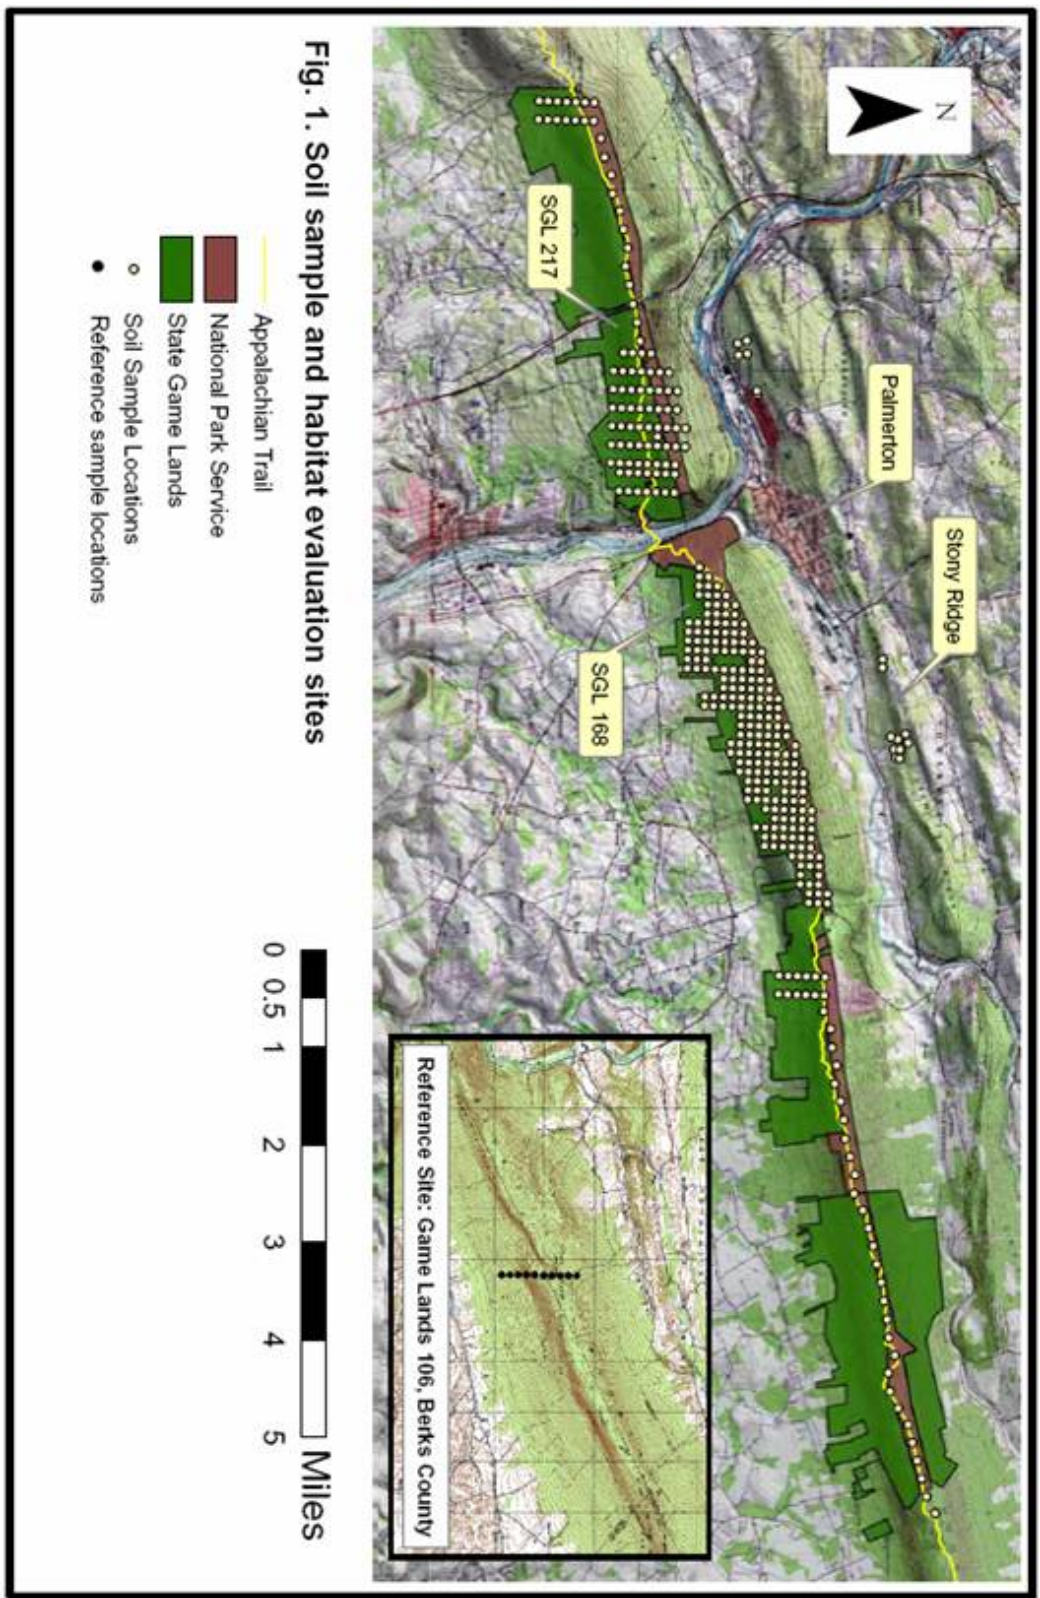 N
Palmerton
Stony Ridge
SGL 217
SGL 168
Reference Site: Game Lands 106, Berks County
Fig. 1. Soil sample and habitat evaluation sites
Appalachian Trail
National Park Service
State Game Lands
Soil Sample Locations
Reference sample locations
0 0.5 1 2 3 4 5
Miles